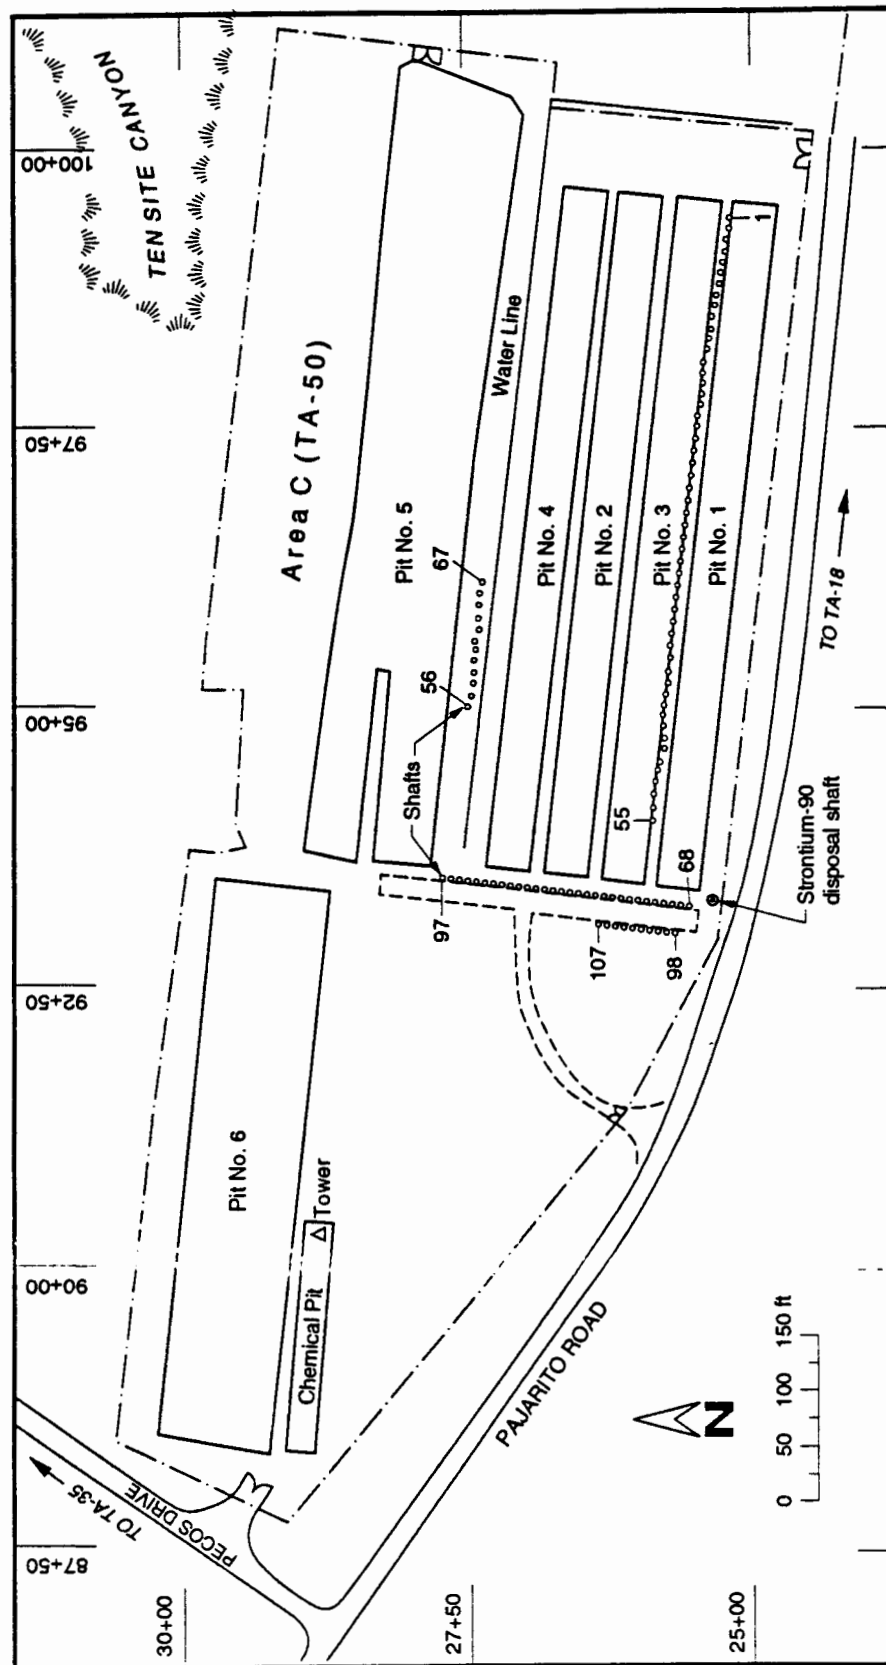 TEN SITE CANYON
100+00
97+50
95+00
92+50
90+00
87+50
30+00
27+50
25+00
Area C (TA-50)
Pit No. 5
Water Line
Pit No. 4
Pit No. 2
Pit No. 3
Pit No. 1
1
67
56
Shafts
55
97
68
107
98
Strontium-90
disposal shaft
TO TA-18
Pit No. 6
Tower
Chemical Pit
TO TA-35
PECOS DRIVE
PAJARITO ROAD
N
0 50 100 150 ft